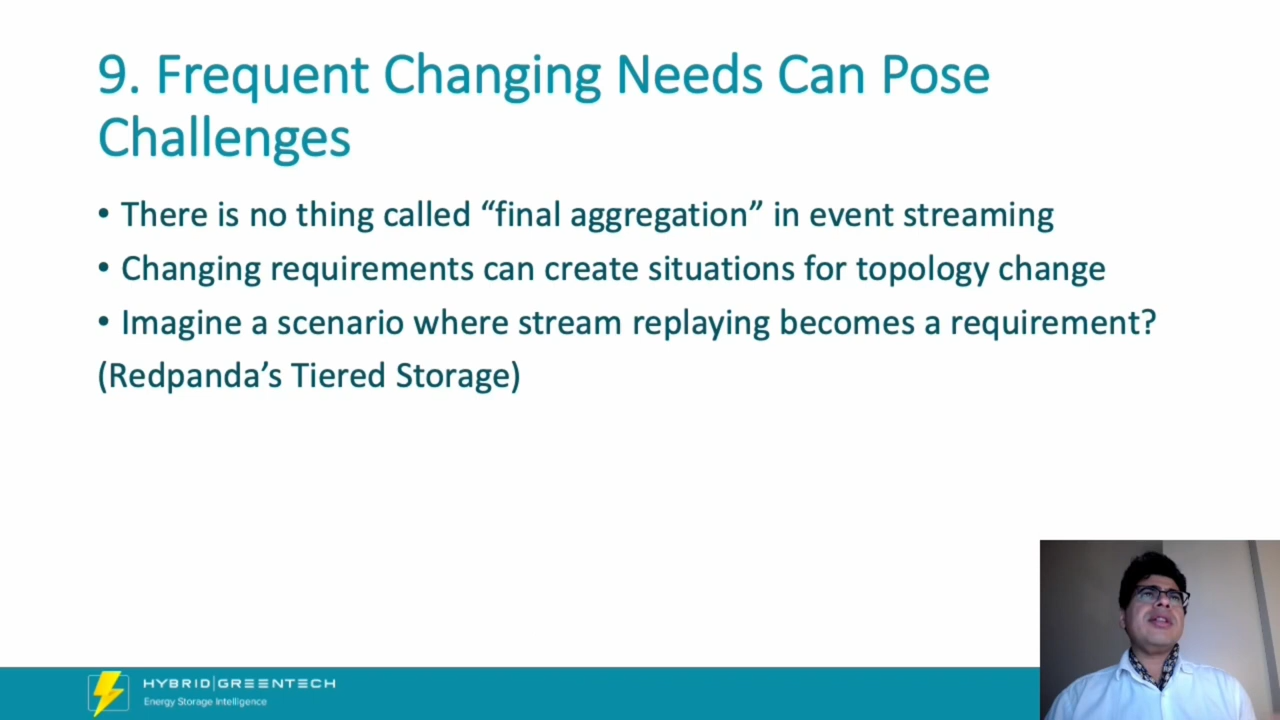 9. Frequent Changing Needs Can Pose
Challenges
• There is no thing called “final aggregation” in event streaming
• Changing requirements can create situations for topology change
• Imagine a scenario where stream replaying becomes a requirement?
(Redpanda’s Tiered Storage)
HYBRID|GREENTECH
Energy Storage Intelligence